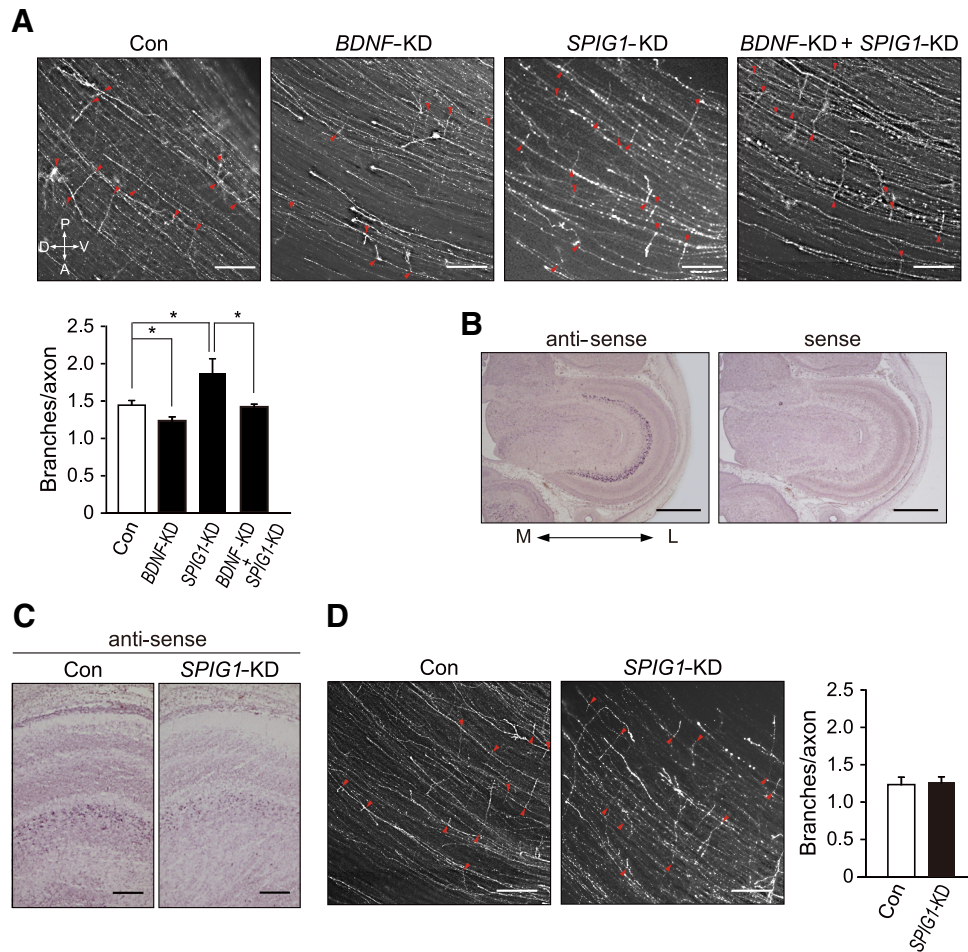 A
Con
BDNF-KD
SPIG1-KD
BDNF-KD + SPIG1-KD
P
D V
A
Branches/axon
2.5
2.0
1.5
1.0
0.5
0
*
*
*
Con
BDNF-KD
SPIG1-KD
BDNF-KD
+
SPIG1-KD
B
anti-sense
sense
M L
C
anti-sense
Con
SPIG1-KD
D
Con
SPIG1-KD
Branches/axon
2.5
2.0
1.5
1.0
0.5
0
Con
SPIG1-KD